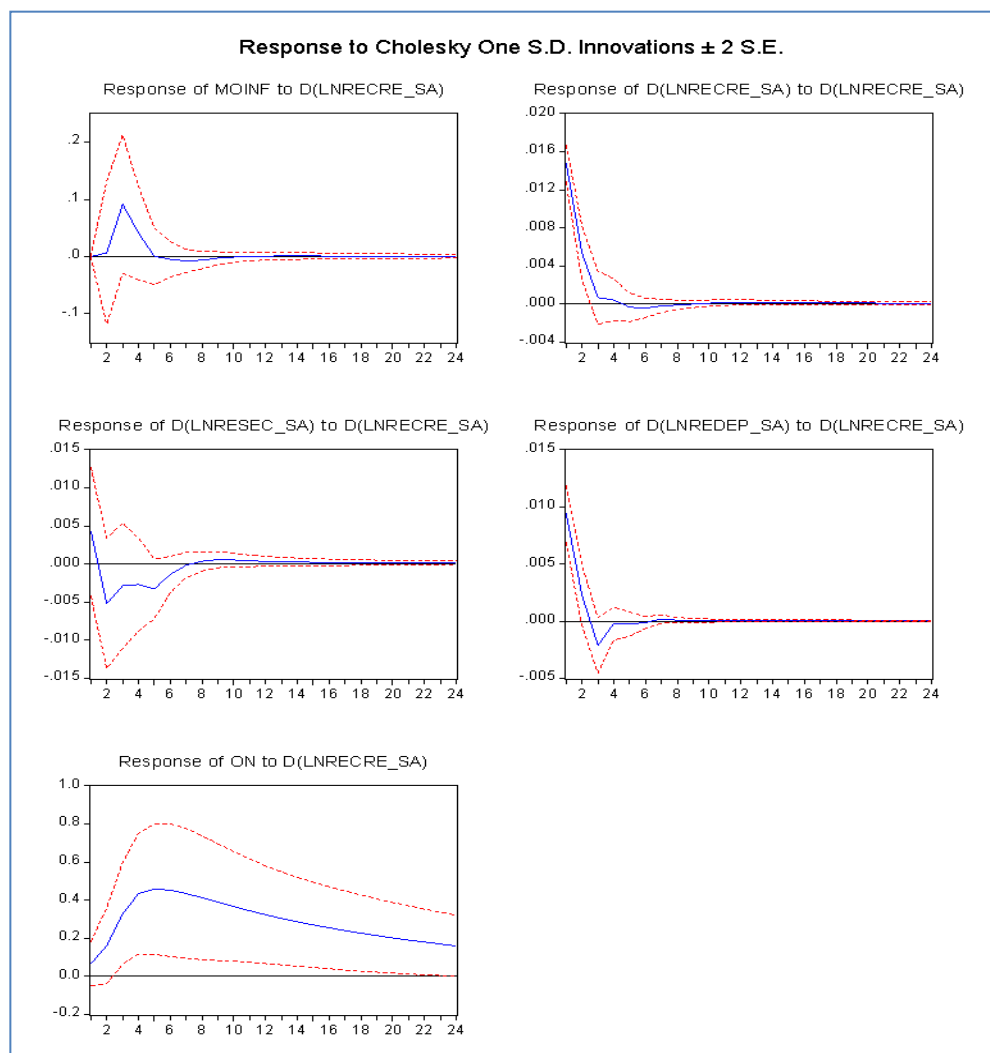 Response to Cholesky One S.D. Innovations ± 2 S.E.
Response of MOINF to D(LNRECRE_SA)
.2
.1
.0
-.1
2 4 6 8 10 12 14 16 18 20 22 24
Response of D(LNRECRE_SA) to D(LNRECRE_SA)
.020
.016
.012
.008
.004
.000
-.004
2 4 6 8 10 12 14 16 18 20 22 24
Response of D(LNRESEC_SA) to D(LNRECRE_SA)
.015
.010
.005
.000
-.005
-.010
-.015
2 4 6 8 10 12 14 16 18 20 22 24
Response of D(LNREDEP_SA) to D(LNRECRE_SA)
.015
.010
.005
.000
-.005
2 4 6 8 10 12 14 16 18 20 22 24
Response of ON to D(LNRECRE_SA)
1.0
0.8
0.6
0.4
0.2
0.0
-0.2
2 4 6 8 10 12 14 16 18 20 22 24